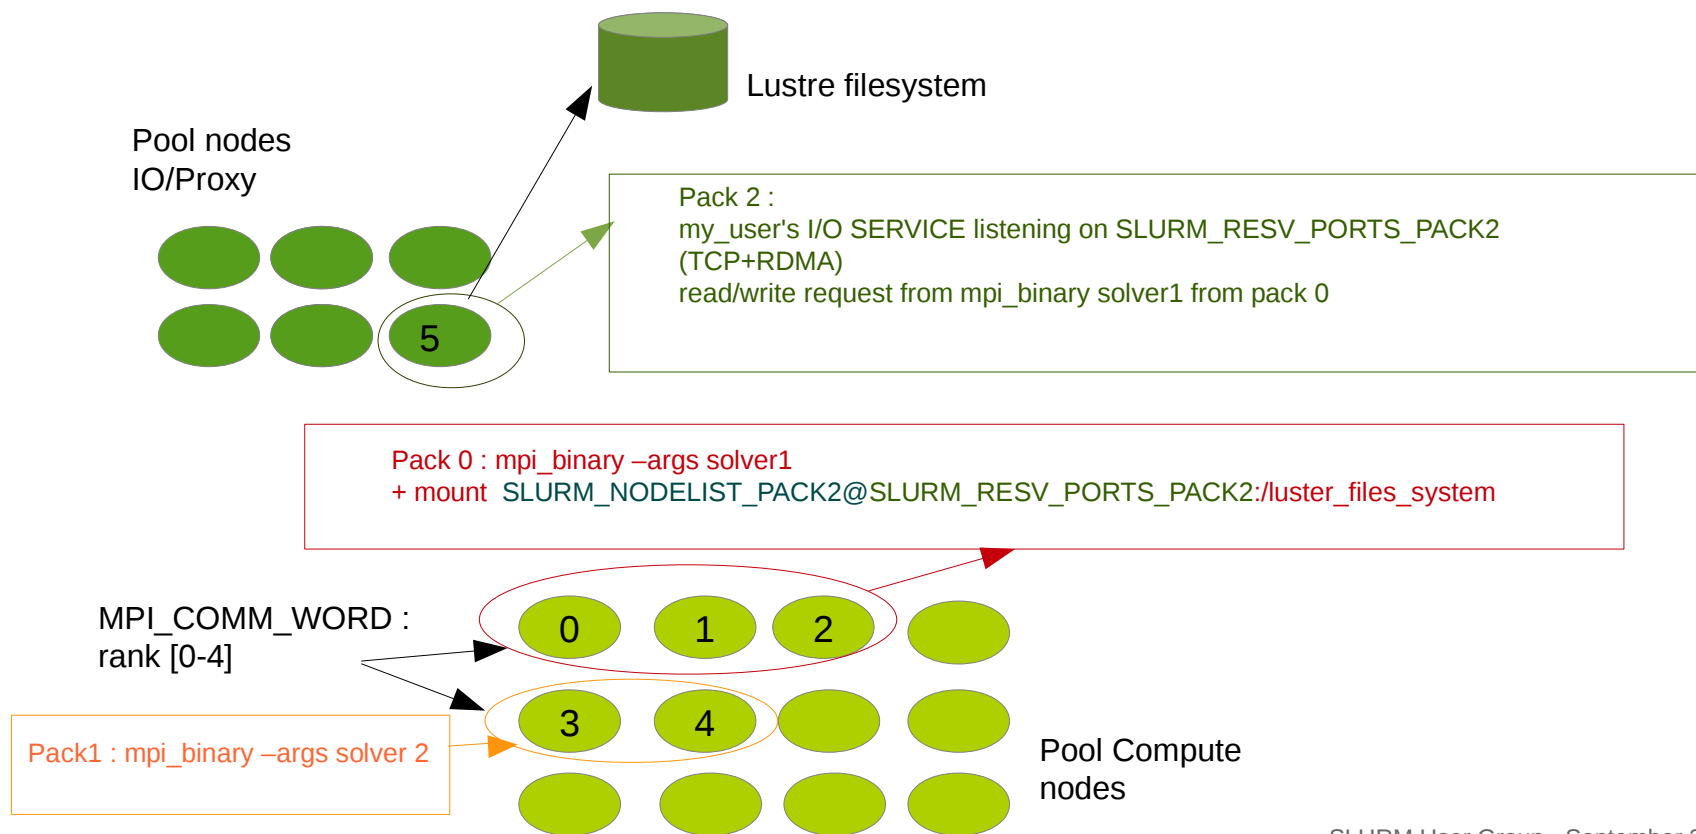 Lustre filesystem
Pool nodes
IO/Proxy
Pack 2 :
my_user's I/O SERVICE listening on SLURM_RESV_PORTS_PACK2
(TCP+RDMA)
read/write request from mpi_binary solver1 from pack 0
5
Pack 0 : mpi_binary –args solver1
+ mount SLURM_NODELIST_PACK2@SLURM_RESV_PORTS_PACK2:/luster_files_system
MPI_COMM_WORD :
rank [0-4]
0 1 2
3 4
Pack1 : mpi_binary –args solver 2
Pool Compute
nodes